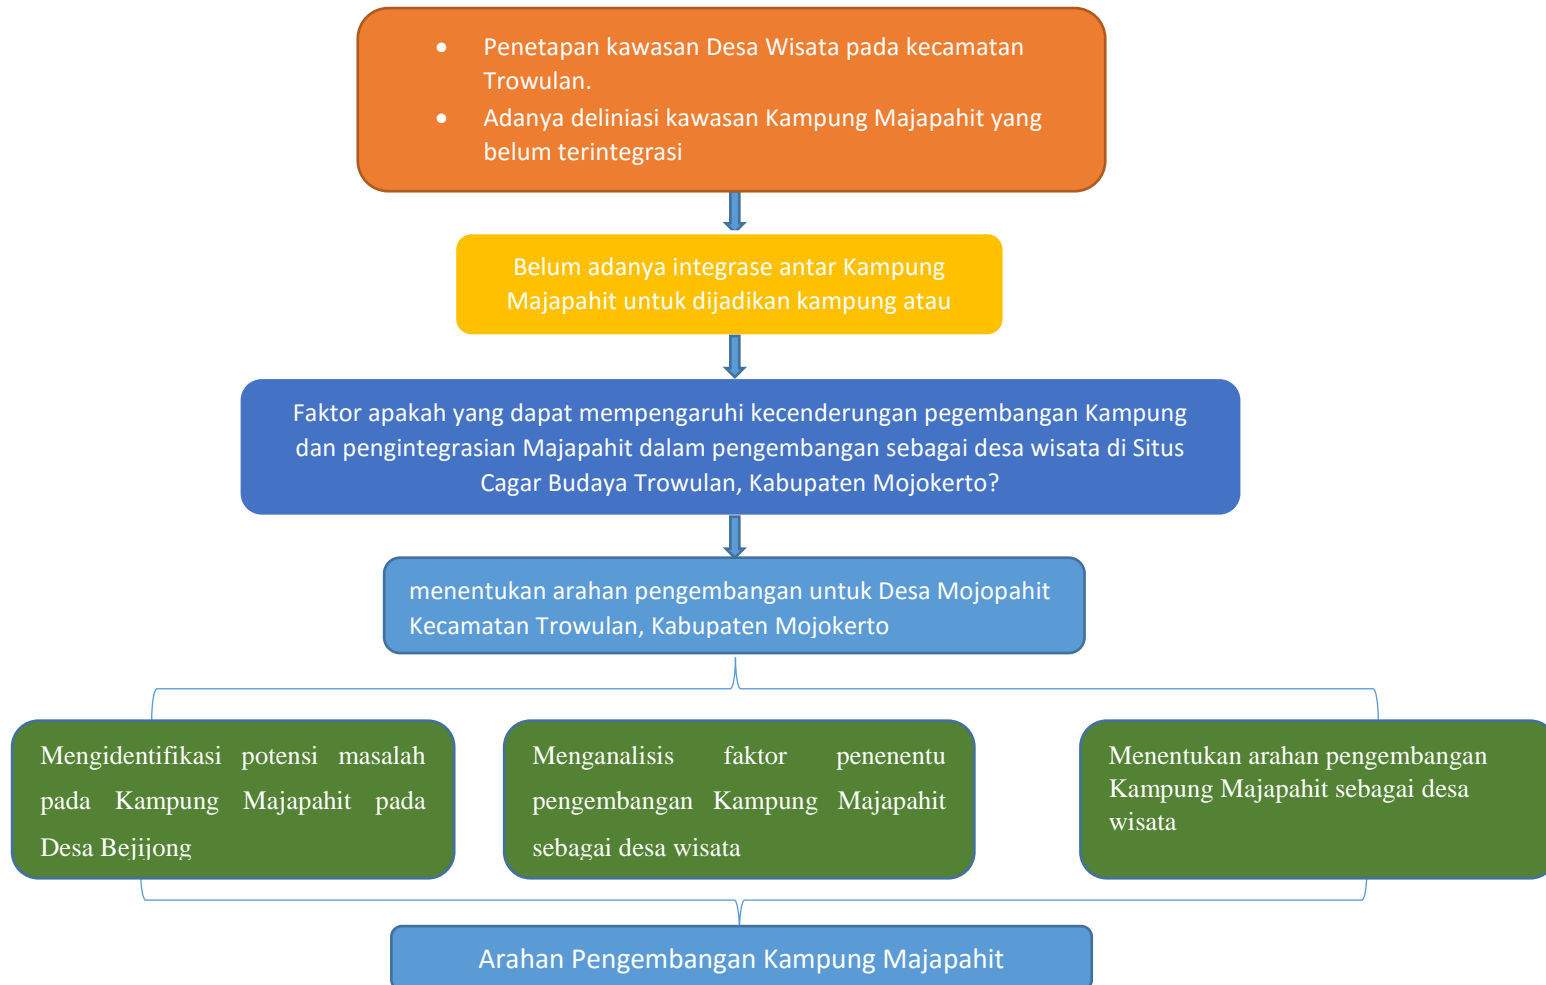 • Penetapan kawasan Desa Wisata pada kecamatan
Trowulan.
• Adanya deliniasi kawasan Kampung Majapahit yang
belum terintegrasi
Belum adanya integrase antar Kampung
Majapahit untuk dijadikan kampung atau
Faktor apakah yang dapat mempengaruhi kecenderungan pegembangan Kampung
dan pengintegrasian Majapahit dalam pengembangan sebagai desa wisata di Situs
Cagar Budaya Trowulan, Kabupaten Mojokerto?
menentukan arahan pengembangan untuk Desa Mojopahit
Kecamatan Trowulan, Kabupaten Mojokerto
Mengidentifikasi potensi masalah
pada Kampung Majapahit pada
Desa Bejijong
Menganalisis faktor penenentu
pengembangan Kampung Majapahit
sebagai desa wisata
Menentukan arahan pengembangan
Kampung Majapahit sebagai desa
wisata
Arahan Pengembangan Kampung Majapahit